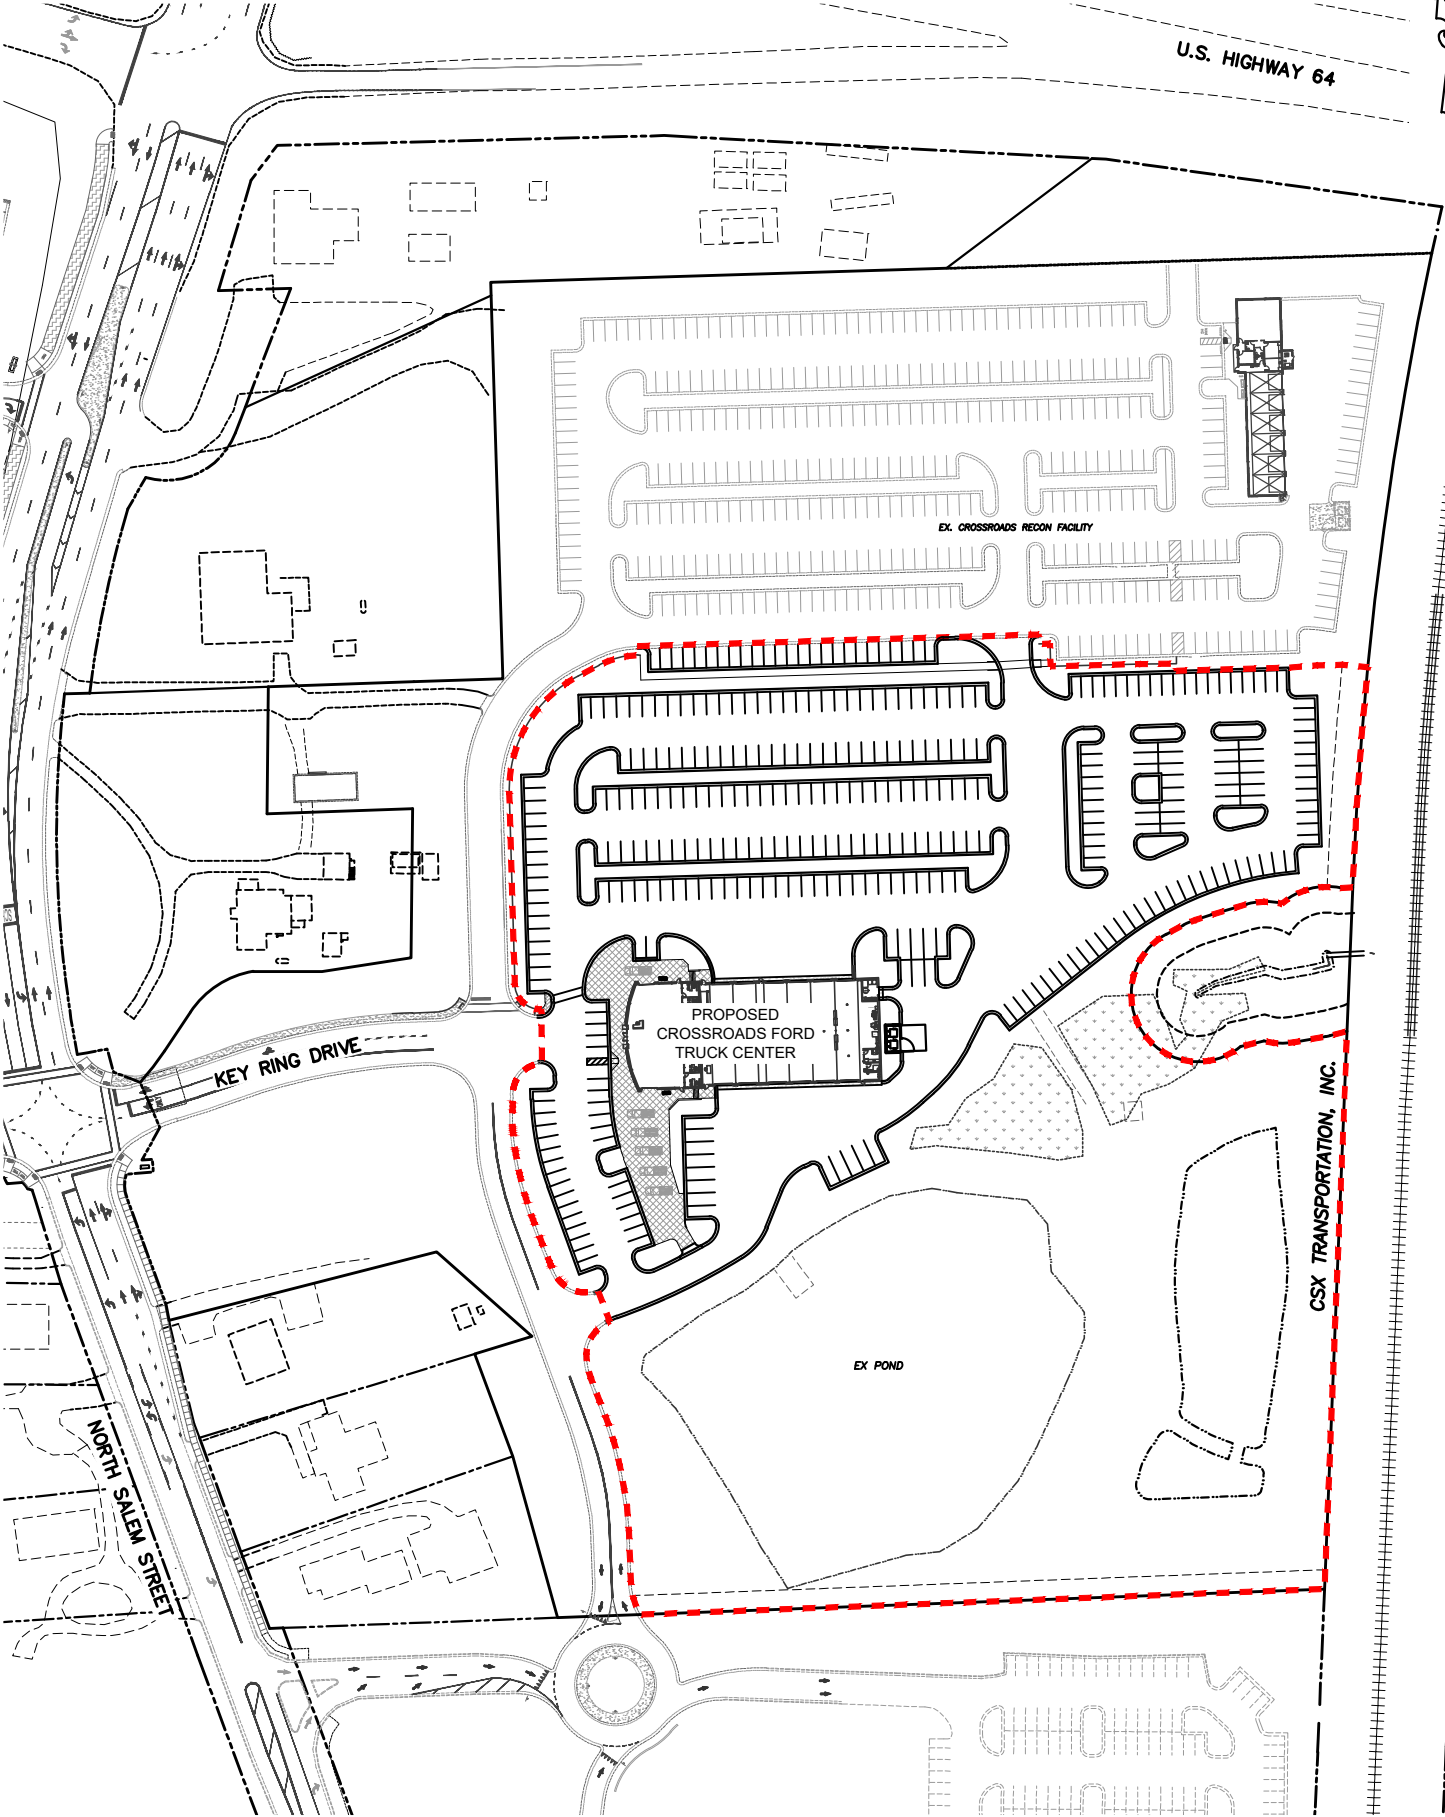 U.S. HIGHWAY 64
EX. CROSSROADS RECON FACILITY
PROPOSED
CROSSROADS FORD
TRUCK CENTER
KEY RING DRIVE
CSX TRANSPORTATION, INC.
EX POND
NORTH SALEM STREET